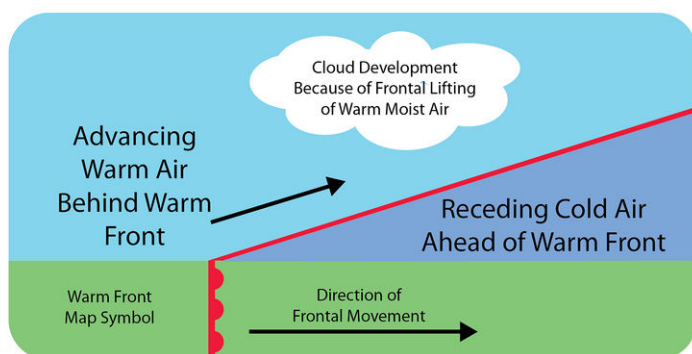 Cloud Development
Because of Frontal Lifting
of Warm Moist Air
Advancing
Warm Air
Behind Warm
Front
Receding Cold Air
Ahead of Warm Front
Warm Front
Map Symbol
Direction of
Frontal Movement